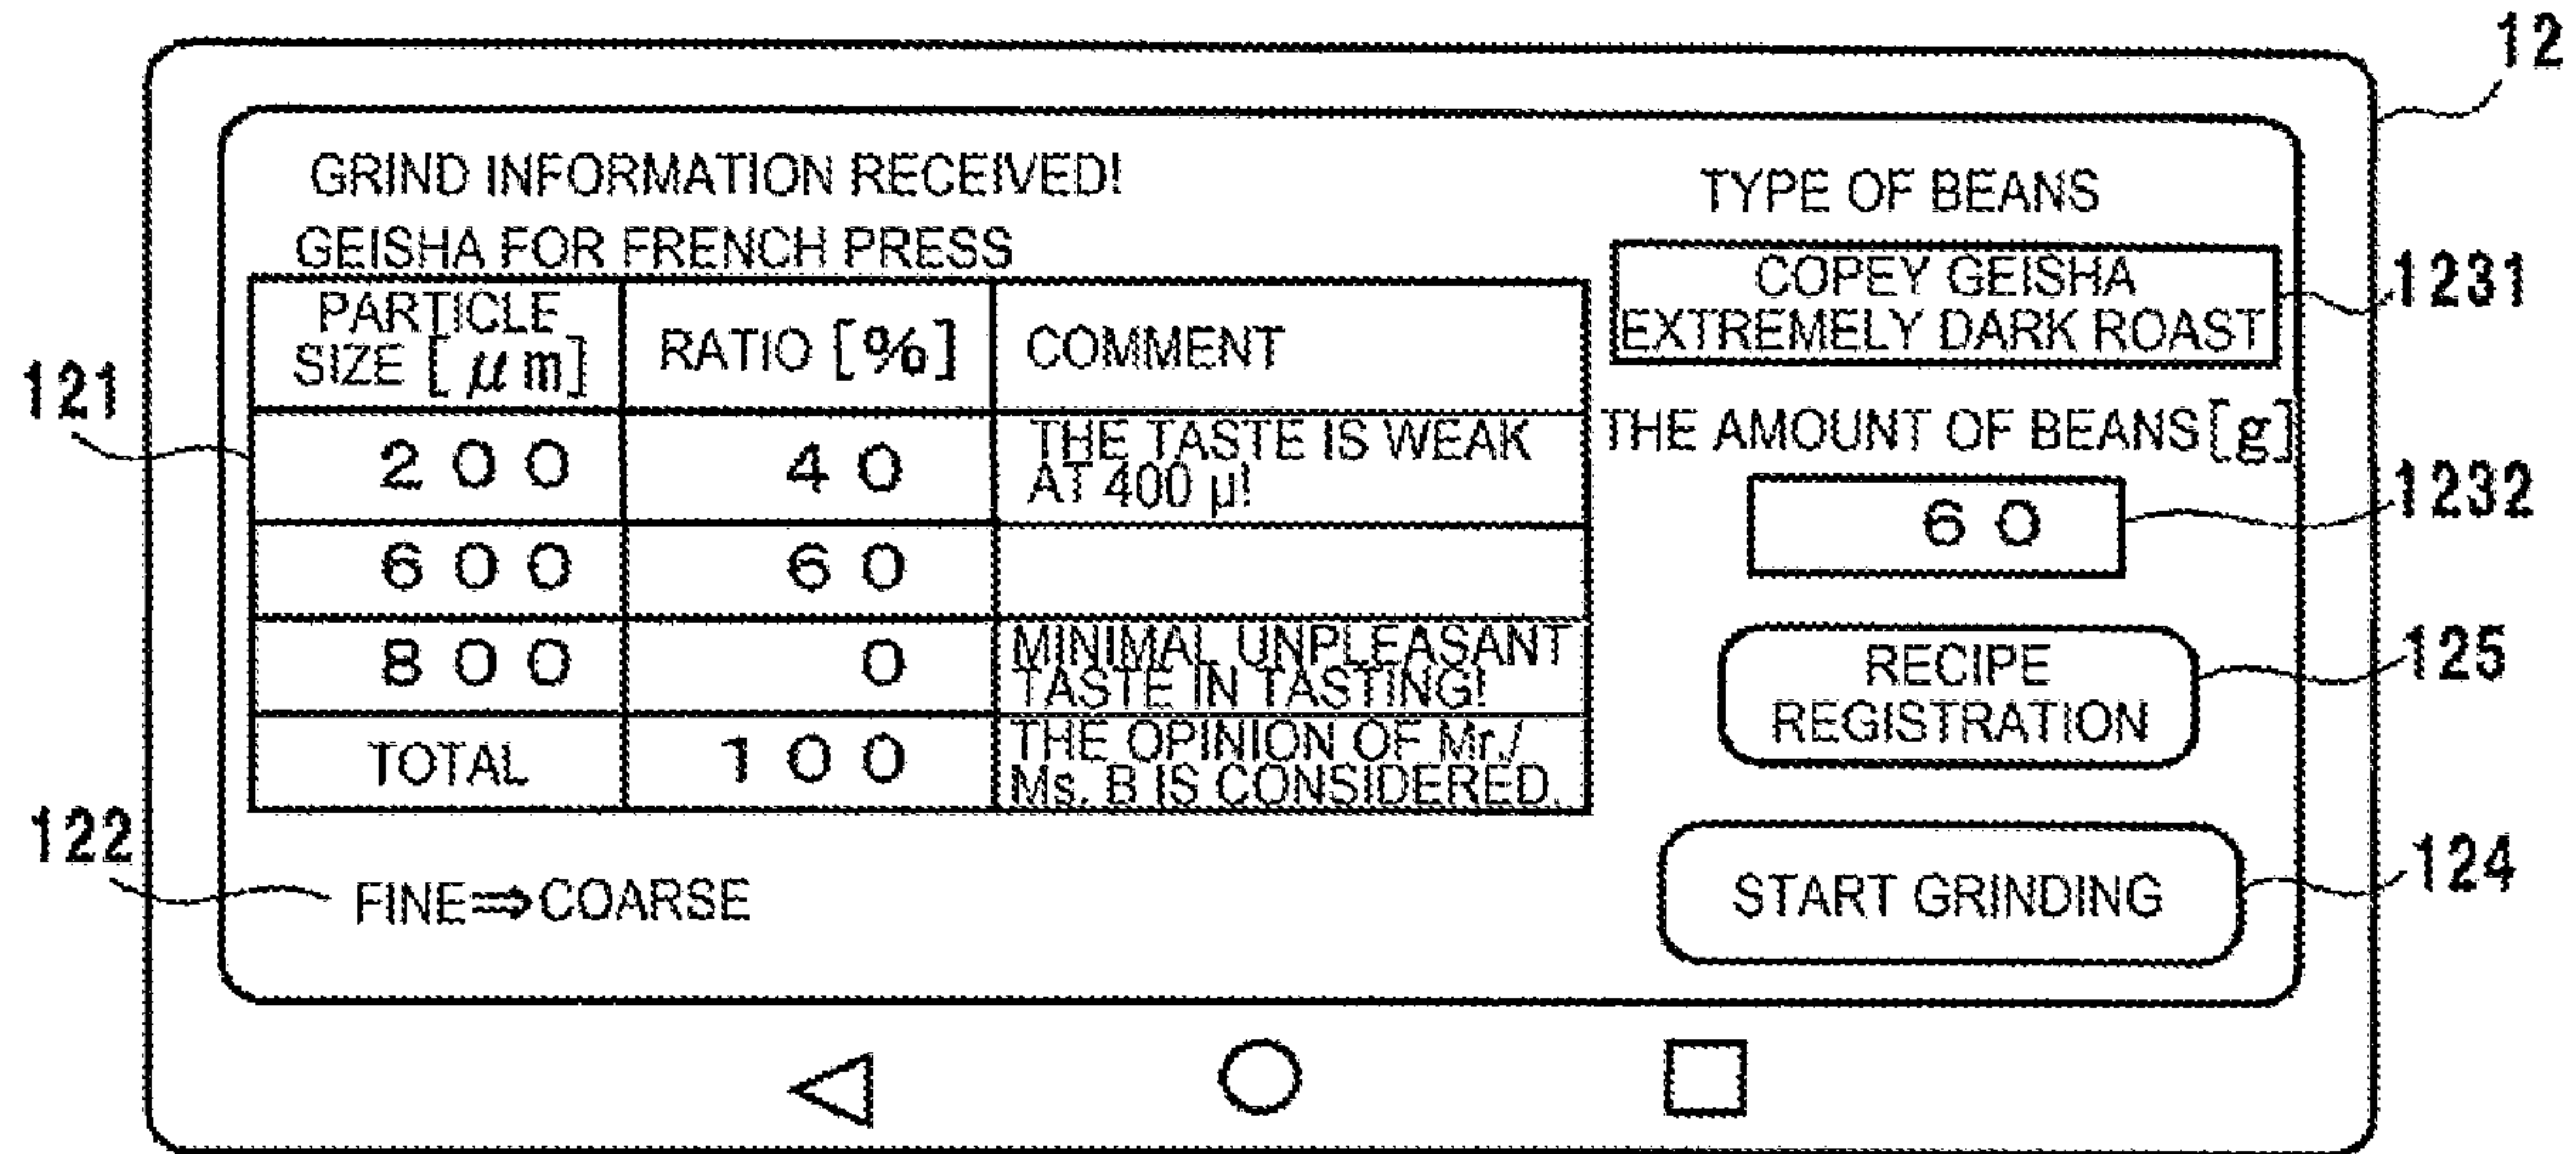 12
GRIND INFORMATION RECEIVED!
GEISHA FOR FRENCH PRESS
PARTICLE
SIZE [μm]
RATIO [%]
COMMENT
200
40
THE TASTE IS WEAK
AT 400 μ!
600
60
800
0
MINIMAL UNPLEASANT
TASTE IN TASTING!
TOTAL
100
THE OPINION OF Mr./
Ms. B IS CONSIDERED.
121
122
FINE⇒COARSE
TYPE OF BEANS
COPEY GEISHA
EXTREMELY DARK ROAST
1231
THE AMOUNT OF BEANS[g]
60
1232
RECIPE
REGISTRATION
125
START GRINDING
124